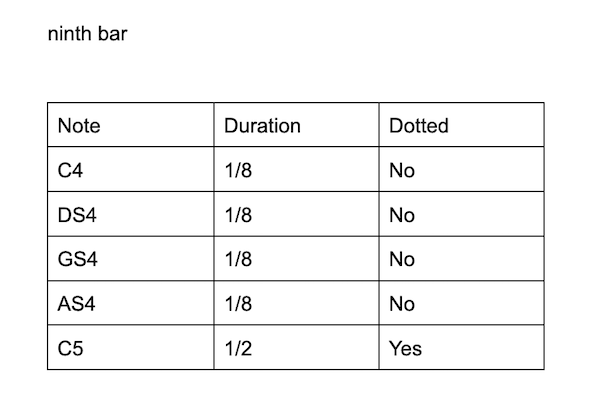 ninth bar
Note Duration Dotted
C4 1/8 No
DS4 1/8 No
GS4 1/8 No
AS4 1/8 No
C5 1/2 Yes